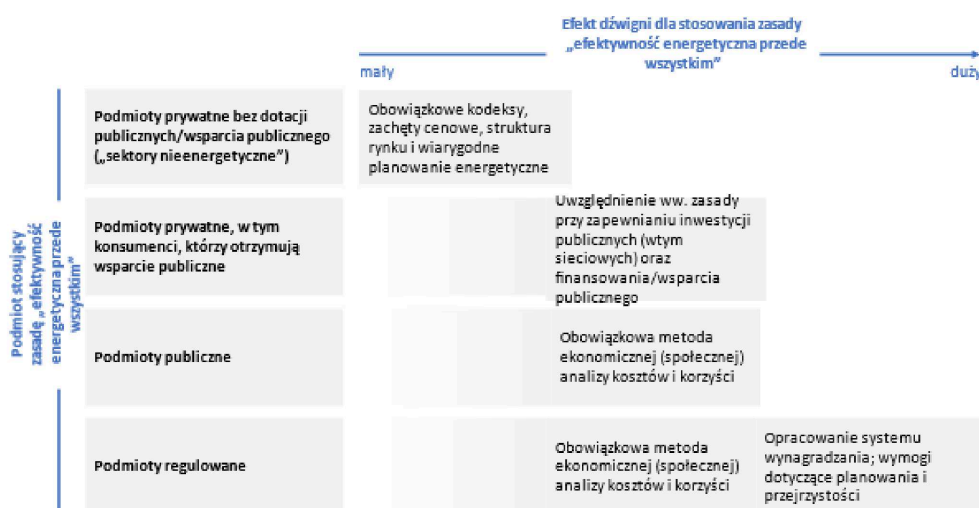 Efekt dźwigni dla stosowania zasady
„efektywność energetyczna przede
wszystkim”
mały
duży
Podmiot stosujący
zasadę „efektywność
energetyczna przede
wszystkim”
Podmioty prywatne bez dotacji
publicznych/wsparcia publicznego
(„sektory nieenergetyczne”)
Obowiązkowe kodeksy,
zachęty cenowe, struktura
rynku i wiarygodne
planowanie energetyczne
Podmioty prywatne, w tym
konsumenci, którzy otrzymują
wsparcie publiczne
Uwzględnienie ww. zasady
przy zapewnianiu inwestycji
publicznych (wtym
sieciowych) oraz
finansowania/wsparcia
publicznego
Podmioty publiczne
Obowiązkowa metoda
ekonomicznej (społecznej)
analizy kosztów i korzyści
Podmioty regulowane
Obowiązkowa metoda
ekonomicznej (społecznej)
analizy kosztów i korzyści
Opracowanie systemu
wynagradzania; wymogi
dotyczące planowania i
przejrzystości